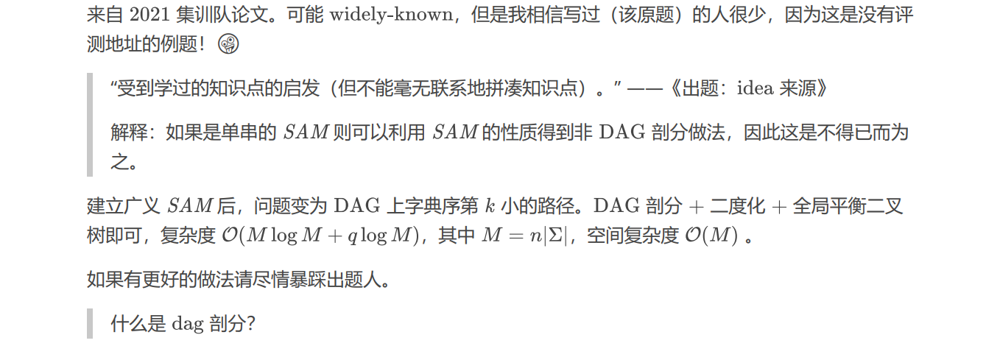 来自 2021 集训队论文。可能 widely-known，但是我相信写过（该原题）的人很少，因为这是没有评
测地址的例题！
“受到学过的知识点的启发（但不能毫无联系地拼凑知识点）。” ——《出题：idea 来源》
解释：如果是单串的 SAM 则可以利用 SAM 的性质得到非 DAG 剖分做法，因此这是不得已而为
之。
建立广义 SAM 后，问题变为 DAG 上字典序第 k 小的路径。DAG 剖分 + 二度化 + 全局平衡二叉
树即可，复杂度 O(M log M + q log M)，其中 M = n|Σ|，空间复杂度 O(M) 。
如果有更好的做法请尽情暴踩出题人。
什么是 dag 剖分？